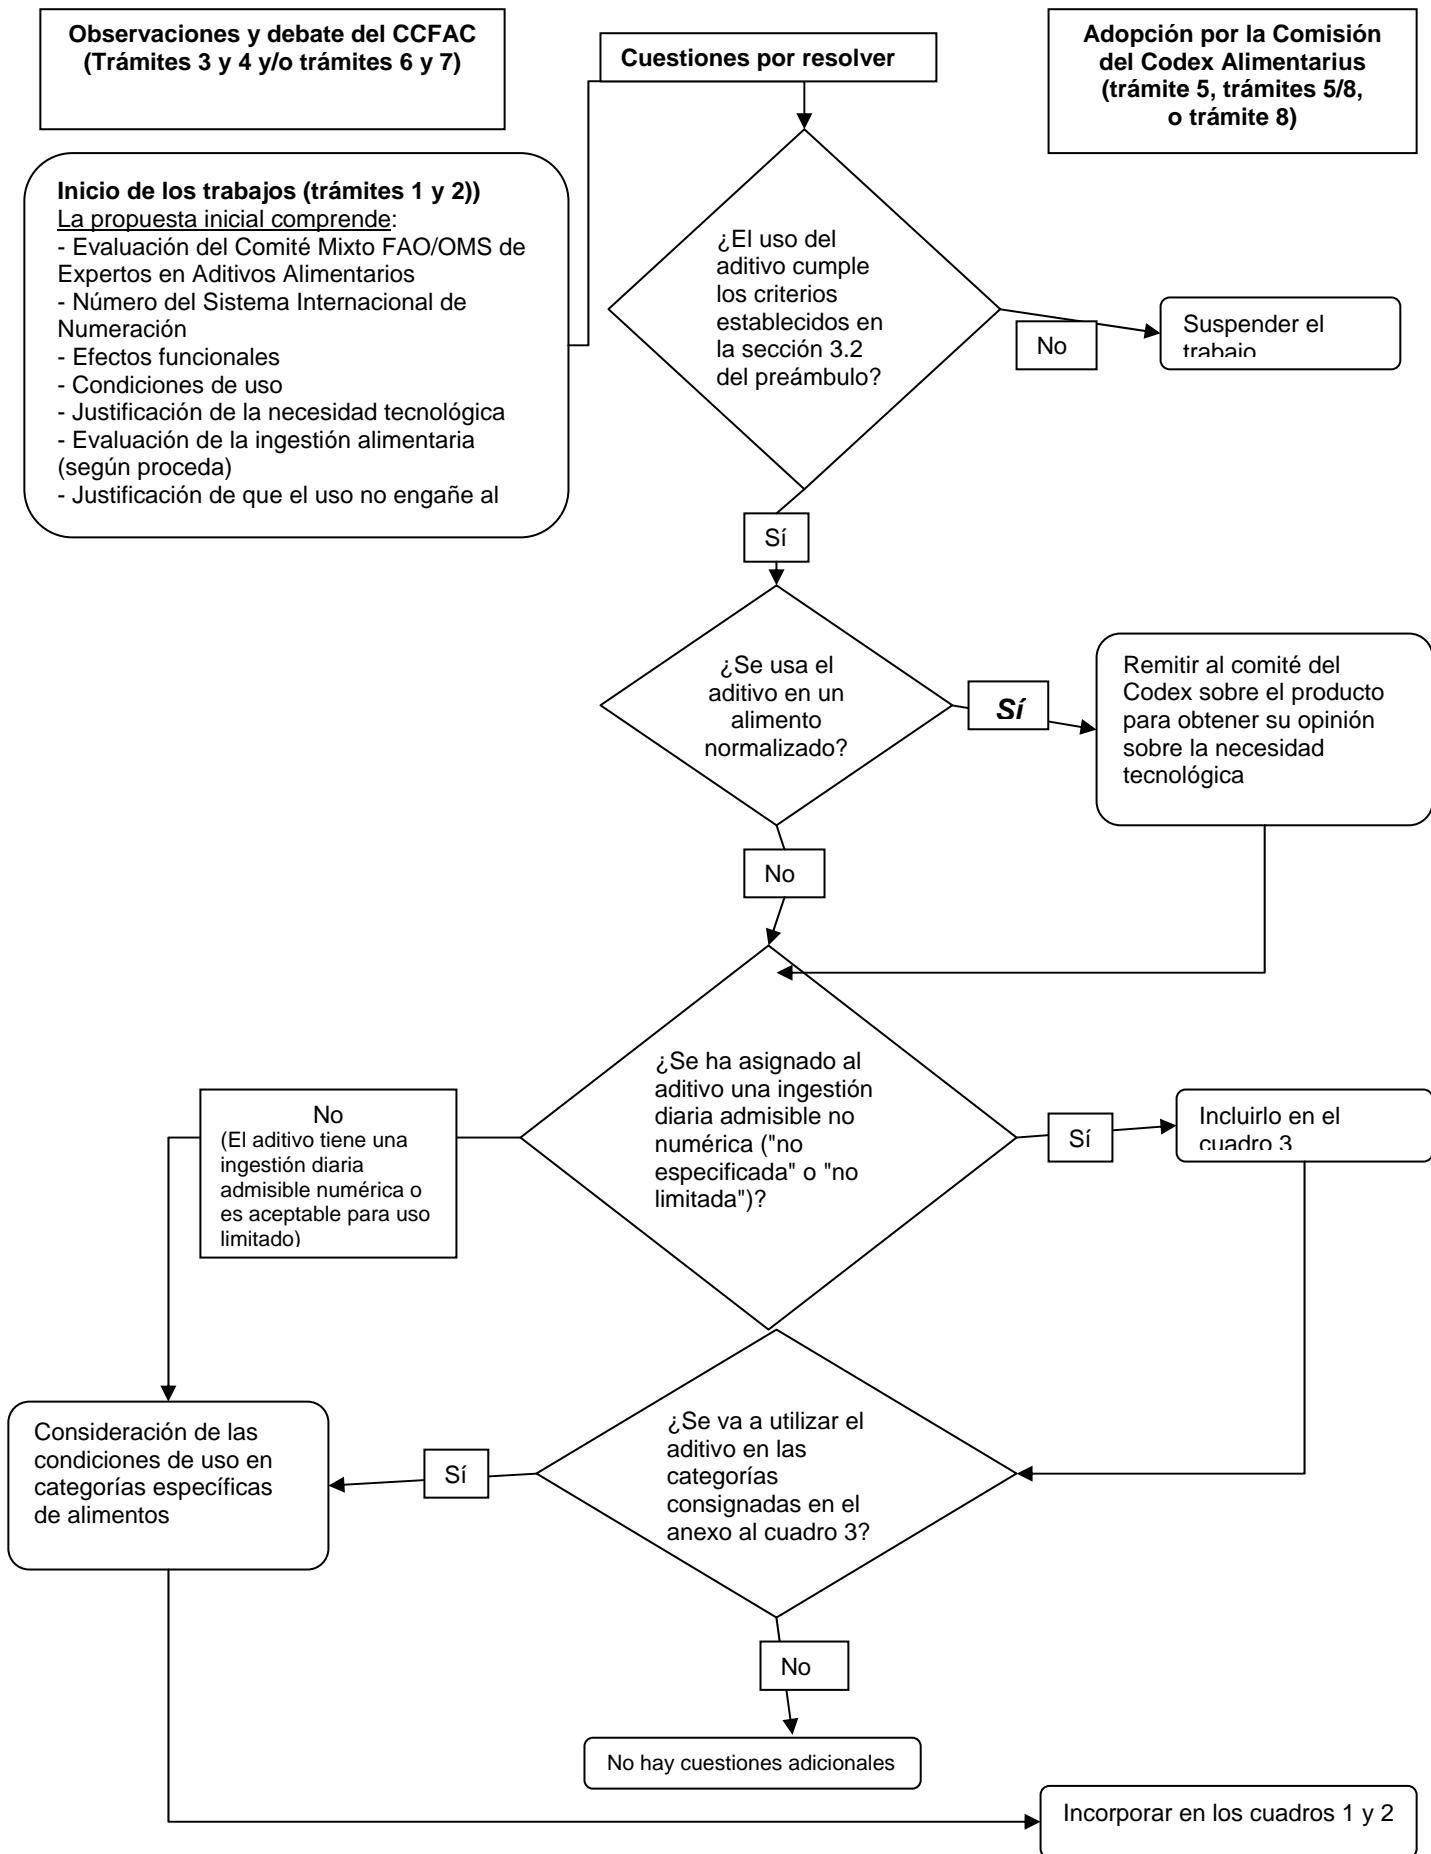 Observaciones y debate del CCFAC
(Trámites 3 y 4 y/o trámites 6 y 7)
Cuestiones por resolver
Adopción por la Comisión
del Codex Alimentarius
(trámite 5, trámites 5/8,
o trámite 8)
Inicio de los trabajos (trámites 1 y 2))
La propuesta inicial comprende:
- Evaluación del Comité Mixto FAO/OMS de
Expertos en Aditivos Alimentarios
- Número del Sistema Internacional de
Numeración
- Efectos funcionales
- Condiciones de uso
- Justificación de la necesidad tecnológica
- Evaluación de la ingestión alimentaria
(según proceda)
- Justificación de que el uso no engañe al
¿El uso del
aditivo cumple
los criterios
establecidos en
la sección 3.2
del preámbulo?
No
Suspender el
trabajo
Sí
¿Se usa el
aditivo en un
alimento
normalizado?
Sí
Remitir al comité del
Codex sobre el producto
para obtener su opinión
sobre la necesidad
tecnológica
No
¿Se ha asignado al
aditivo una ingestión
diaria admisible no
numérica ("no
especificada" o "no
limitada")?
No
(El aditivo tiene una
ingestión diaria
admisible numérica o
es aceptable para uso
limitado)
Sí
Incluirlo en el
cuadro 3
¿Se va a utilizar el
aditivo en las
categorías
consignadas en el
anexo al cuadro 3?
Sí
Consideración de las
condiciones de uso en
categorías específicas
de alimentos
No
No hay cuestiones adicionales
Incorporar en los cuadros 1 y 2